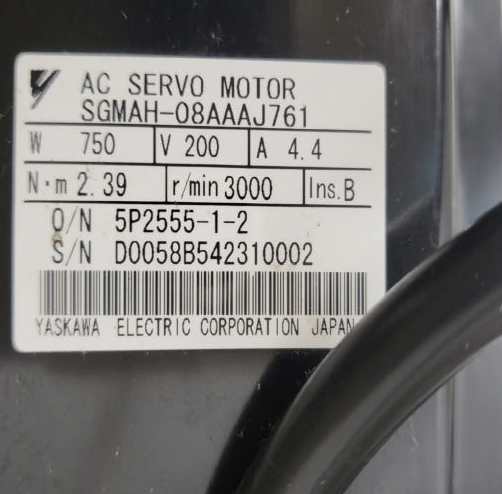 AC SERVO MOTOR
SGMAH-08AAAJ761
W 750 V 200 A 4.4
N·m 2.39 r/min 3000 Ins.B
O/N 5P2555-1-2
S/N D0058B542310002
YASKAWA ELECTRIC CORPORATION JAPAN